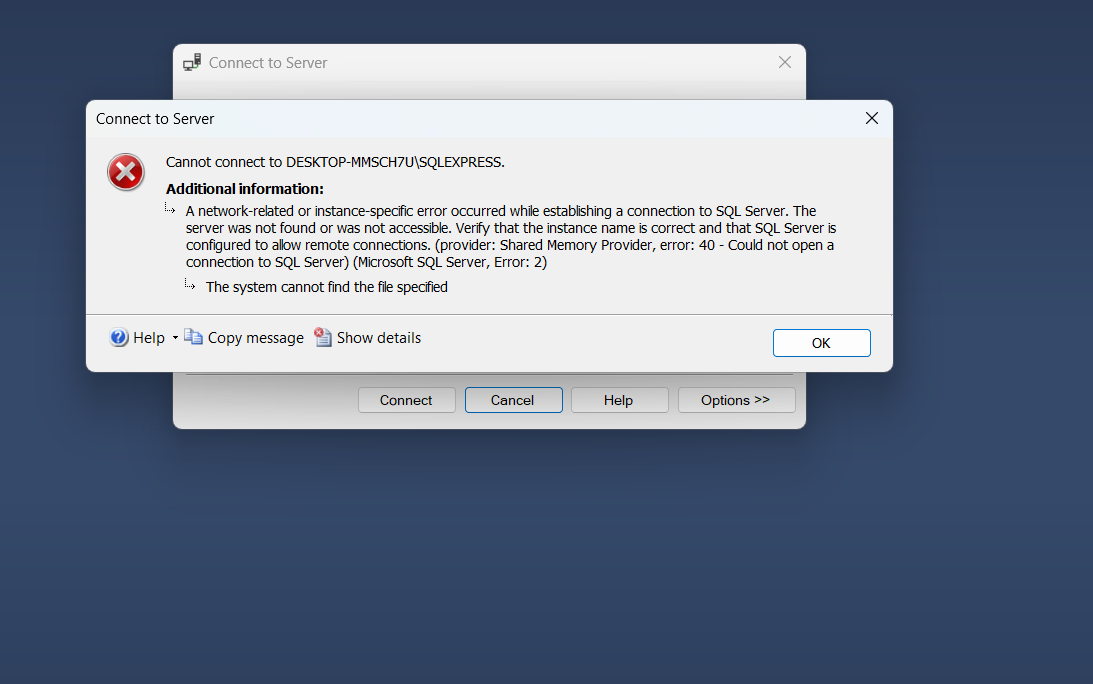 Connect to Server
Connect to Server
Cannot connect to DESKTOP-MMSCH7U\SQLEXPRESS.
Additional information:
A network-related or instance-specific error occurred while establishing a connection to SQL Server. The
server was not found or was not accessible. Verify that the instance name is correct and that SQL Server is
configured to allow remote connections. (provider: Shared Memory Provider, error: 40 - Could not open a
connection to SQL Server) (Microsoft SQL Server, Error: 2)
The system cannot find the file specified
Help Copy message Show details OK
Connect Cancel Help Options >>